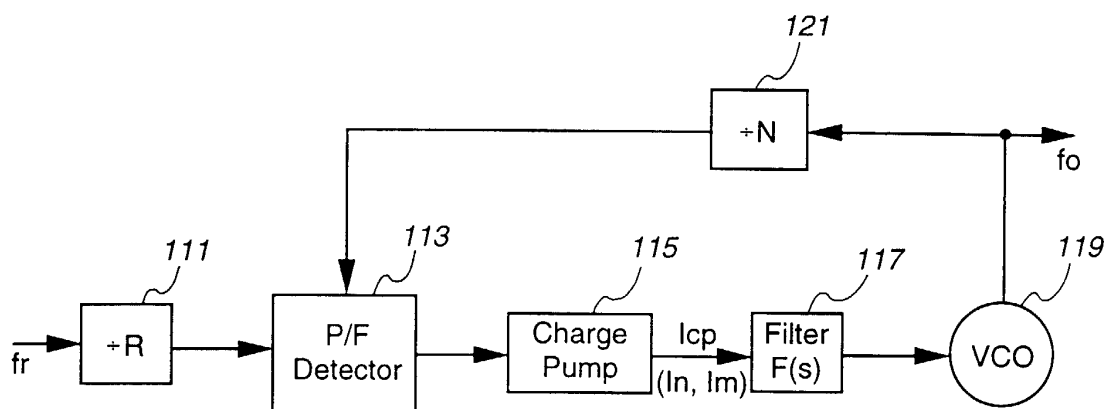 121
÷N
fo
111
113
115
117
119
fr
÷R
P/F
Detector
Charge
Pump
Icp
(In, Im)
Filter
F(s)
VCO